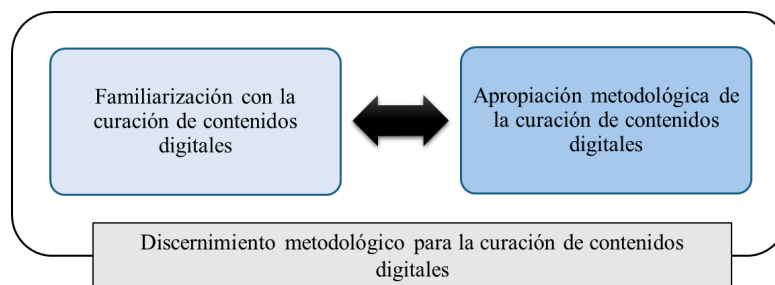 Familiarización con la
curación de contenidos
digitales
Apropiación metodológica de
la curación de contenidos
digitales
Discernimiento metodológico para la curación de contenidos
digitales